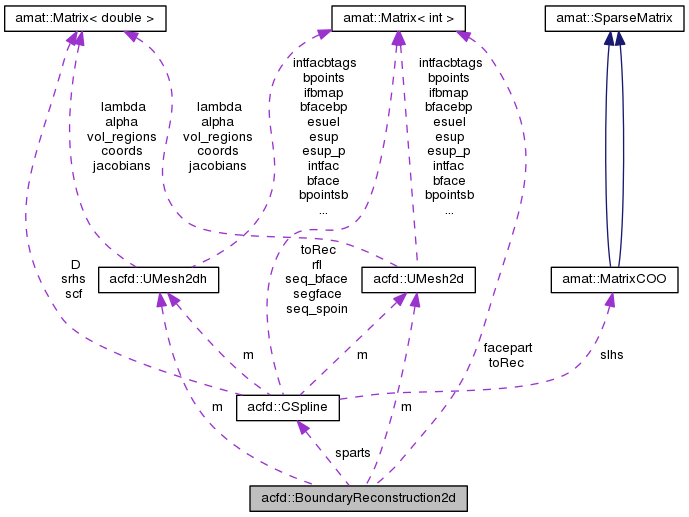 amat::Matrix< double >
amat::Matrix< int >
amat::SparseMatrix
lambda
alpha
vol_regions
coords
jacobians
lambda
alpha
vol_regions
coords
jacobians
intfacbtags
bpoints
ifbmap
bfacebp
esuel
esup
esup_p
intfac
bface
bpointsb
...
intfacbtags
bpoints
ifbmap
bfacebp
esuel
esup
esup_p
intfac
bface
bpointsb
...
D
srhs
scf
acfd::UMesh2dh
toRec
rfl
seq_bface
segface
seq_spoin
acfd::UMesh2d
amat::MatrixCOO
m
m
facepart
toRec
slhs
m
acfd::CSpline
m
sparts
acfd::BoundaryReconstruction2d